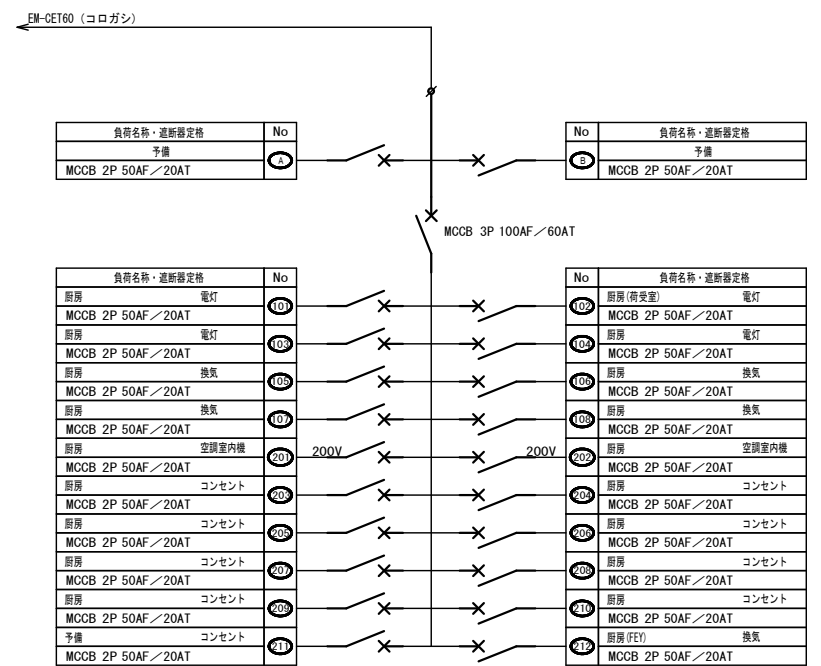 EM-CET60 (コロガシ)
負荷名称・遮断器定格 No
予備
MCCB 2P 50AF／20AT
A
No 負荷名称・遮断器定格
予備
MCCB 2P 50AF／20AT
B
MCCB 3P 100AF／60AT
負荷名称・遮断器定格 No
厨房 電灯
MCCB 2P 50AF／20AT
101
厨房 電灯
MCCB 2P 50AF／20AT
103
厨房 換気
MCCB 2P 50AF／20AT
105
厨房 換気
MCCB 2P 50AF／20AT
107
厨房 空調室内機
MCCB 2P 50AF／20AT
201 200V
厨房 コンセント
MCCB 2P 50AF／20AT
203
厨房 コンセント
MCCB 2P 50AF／20AT
205
厨房 コンセント
MCCB 2P 50AF／20AT
207
厨房 コンセント
MCCB 2P 50AF／20AT
209
予備 コンセント
MCCB 2P 50AF／20AT
211
No 負荷名称・遮断器定格
厨房(荷受室) 電灯
MCCB 2P 50AF／20AT
102
厨房 電灯
MCCB 2P 50AF／20AT
104
厨房 換気
MCCB 2P 50AF／20AT
106
厨房 換気
MCCB 2P 50AF／20AT
108
厨房 空調室内機
MCCB 2P 50AF／20AT
200V 202
厨房 コンセント
MCCB 2P 50AF／20AT
204
厨房 コンセント
MCCB 2P 50AF／20AT
206
厨房 コンセント
MCCB 2P 50AF／20AT
208
厨房 コンセント
MCCB 2P 50AF／20AT
210
厨房(FEY) 換気
MCCB 2P 50AF／20AT
212